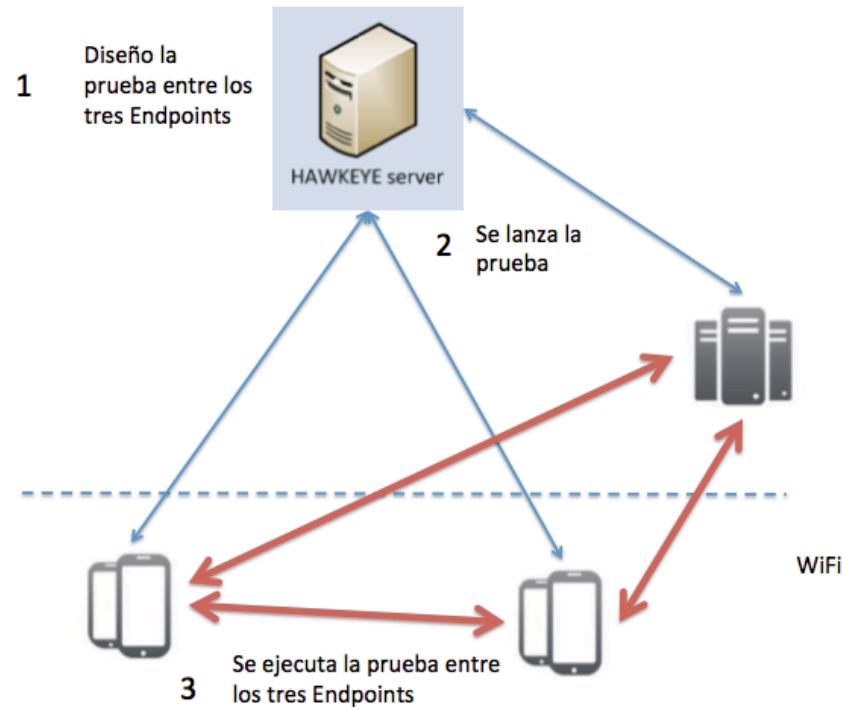 1
Diseño la
prueba entre los
tres Endpoints
HAWKEYE server
2
Se lanza la
prueba
WiFi
3
Se ejecuta la prueba entre
los tres Endpoints